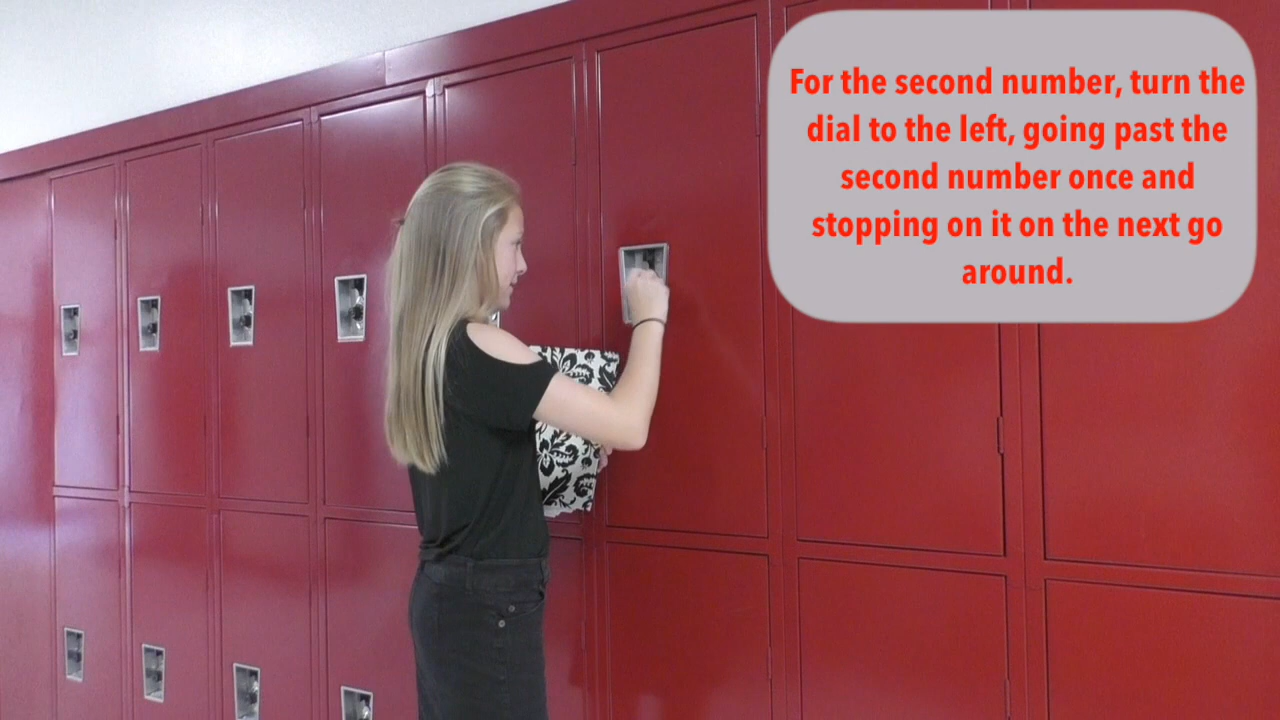 For the second number, turn the
dial to the left, going past the
second number once and
stopping on it on the next go
around.